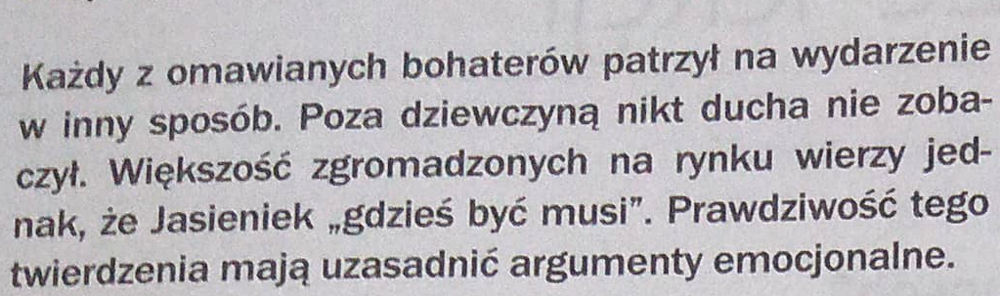 Każdy z omawianych bohaterów patrzył na wydarzenie
w inny sposób. Poza dziewczyną nikt ducha nie zoba-
czył. Większość zgromadzonych na rynku wierzy jed-
nak, że Jasieniek „gdzieś być musi”. Prawdziwość tego
twierdzenia mają uzasadnić argumenty emocjonalne.